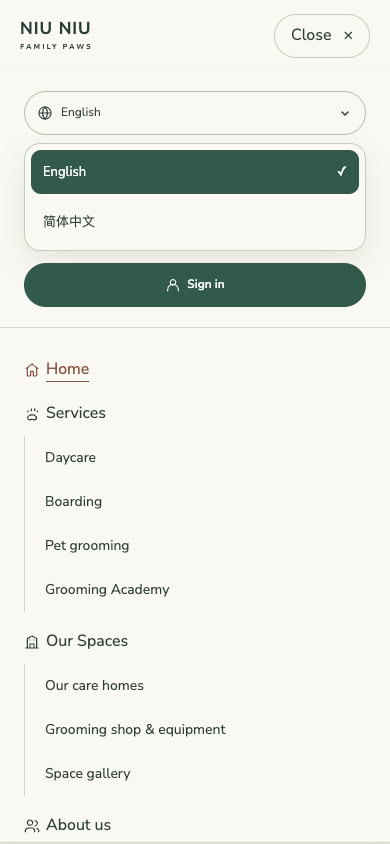 NIU NIU
FAMILY PAWS
Close ×
English
English ✓
简体中文
Sign in
Home
Services
Daycare
Boarding
Pet grooming
Grooming Academy
Our Spaces
Our care homes
Grooming shop & equipment
Space gallery
About us